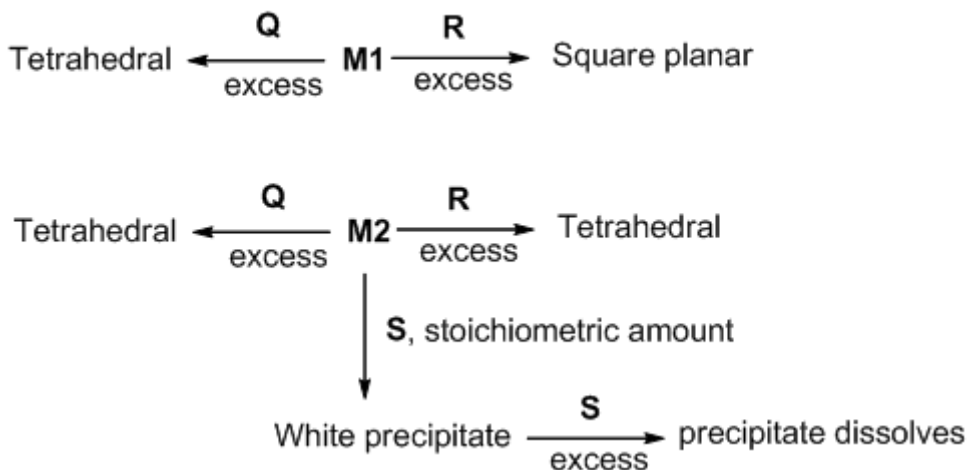 Q R
Tetrahedral M1 Square planar
excess excess
Q R
Tetrahedral M2 Tetrahedral
excess excess
S, stoichiometric amount
S
White precipitate precipitate dissolves
excess